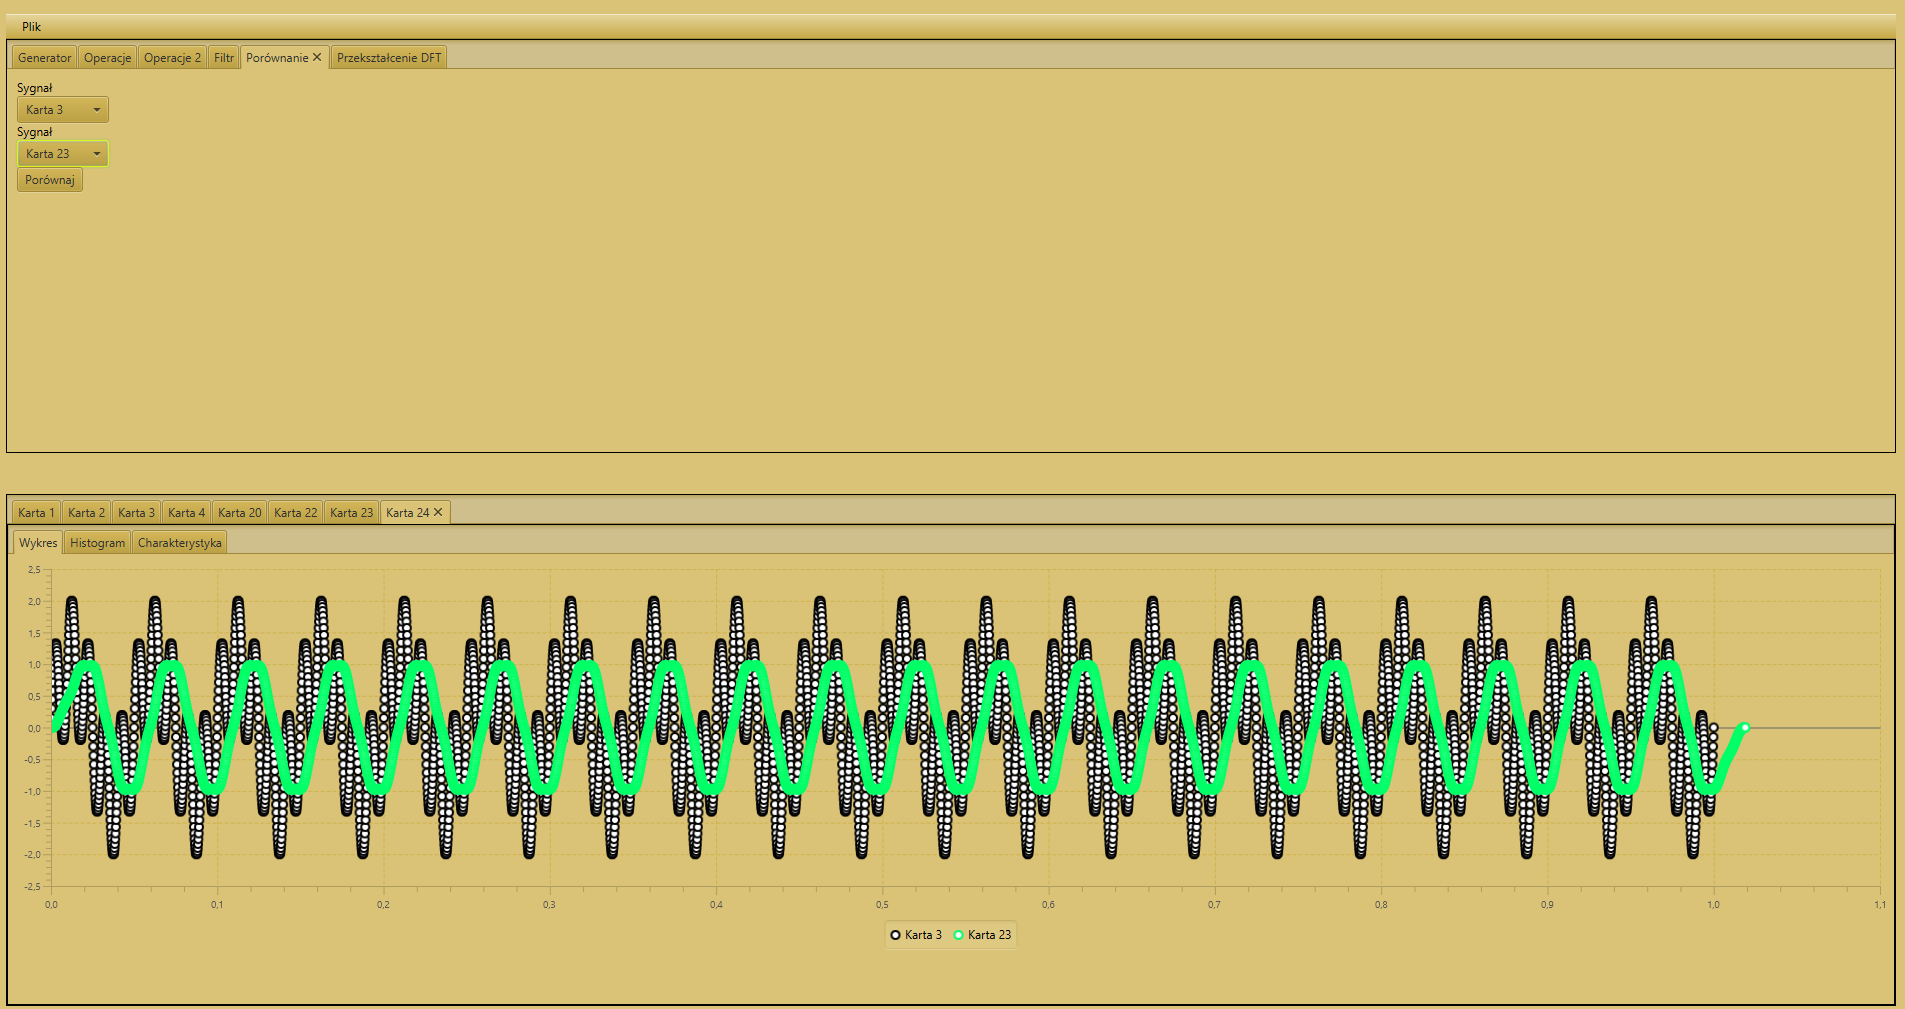 Plik
Generator Operacje Operacje 2 Filtr Porównanie Przekształcenie DFT
Sygnał
Karta 3
Sygnał
Karta 23
Porównaj
Karta 1 Karta 2 Karta 3 Karta 4 Karta 20 Karta 22 Karta 23 Karta 24
Wykres Histogram Charakterystyka
2,5
2,0
1,5
1,0
0,5
0,0
-0,5
-1,0
-1,5
-2,0
-2,5
0,0 0,1 0,2 0,3 0,4 0,5 0,6 0,7 0,8 0,9 1,0 1,1
Karta 3 Karta 23